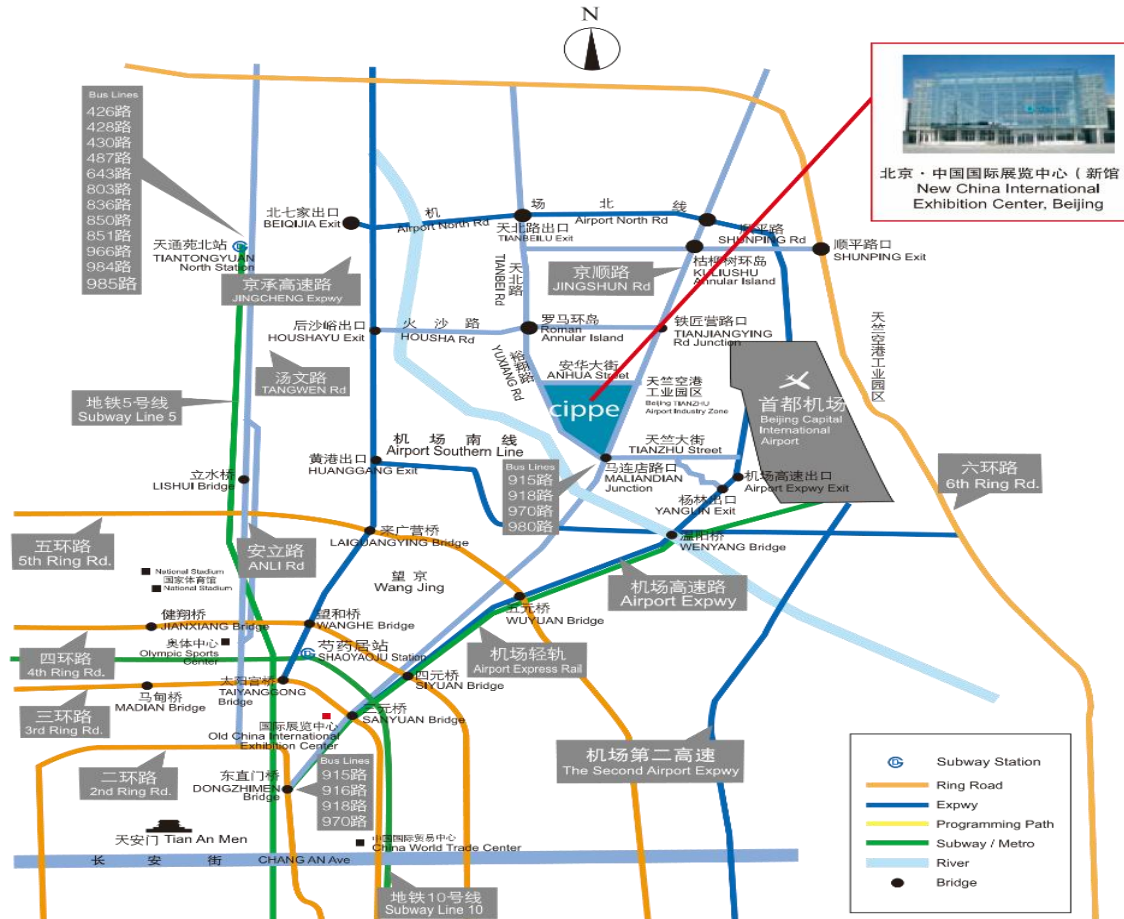 N
Bus Lines
426路
428路
430路
487路
643路
803路
836路
850路
851路
966路
984路
985路
北京·中国国际展览中心(新馆
New China International
Exhibition Center, Beijing
北七家出口
BEIQIJIA Exit
机 场 北 线
Airport North Rd
Airport North Rd
天北路出口
TIANBEILU Exit
顺平路
SHUNPING Rd
顺平路口
SHUNPING Exit
天通苑北站
TIANTONGYUAN
North Station
京承高速路
JINGCHENG Expwy
天北路
TIANBEI Rd
京顺路
JINGSHUN Rd
枯柳树环岛
KULIUSHU
Annular Island
后沙峪出口
HOUSHAYU Exit
火 沙 路
HOUSHA Rd
罗马环岛
Roman
Annular Island
铁匠营路口
TIANJIANGYING
Rd Junction
天竺空港工业园区
汤文路
TANGWEN Rd
YUXIANG Rd
安华大街
ANHUA Street
cippe
天竺空港
工业园区
Beijing TIANZHU
Airport Industry Zone
首都机场
Beijing Capital
International
Airport
地铁5号线
Subway Line 5
机场南线
Airport Southern Line
黄港出口
HUANGGANG Exit
天竺大街
TIANZHU Street
Bus Lines
915路
918路
970路
980路
马连店路口
MALIANDIAN
Junction
机场高速出口
Airport Expwy Exit
杨林出口
YANGLIN Exit
六环路
6th Ring Rd.
立水桥
LISHUI Bridge
五环路
5th Ring Rd.
安立路
ANLI Rd
来广营桥
LAIGUANGYING Bridge
温阳桥
WENYANG Bridge
National Stadium
国家体育馆
National Stadium
望京
Wang Jing
机场高速路
Airport Expwy
五元桥
WUYUAN Bridge
健翔桥
JIANXIANG Bridge
望和桥
WANGHE Bridge
奥体中心
Olympic Sports
Center
芍药居站
SHAOYAOJU Station
机场轻轨
Airport Express Rail
四环路
4th Ring Rd.
四元桥
SIYUAN Bridge
太阳宫桥
TAIYANGGONG
Bridge
马甸桥
MADIAN Bridge
三环路
3rd Ring Rd.
三元桥
SANYUAN Bridge
国际展览中心
Old China International
Exhibition Center
机场第二高速
The Second Airport Expwy
二环路
2nd Ring Rd.
东直门桥
DONGZHIMEN
Bridge
Bus Lines
915路
916路
918路
970路
天安门 Tian An Men
中国国际贸易中心
China World Trade Center
长 安 街 CHANG AN Ave
地铁10号线
Subway Line 10
Subway Station
Ring Road
Expwy
Programming Path
Subway / Metro
River
Bridge